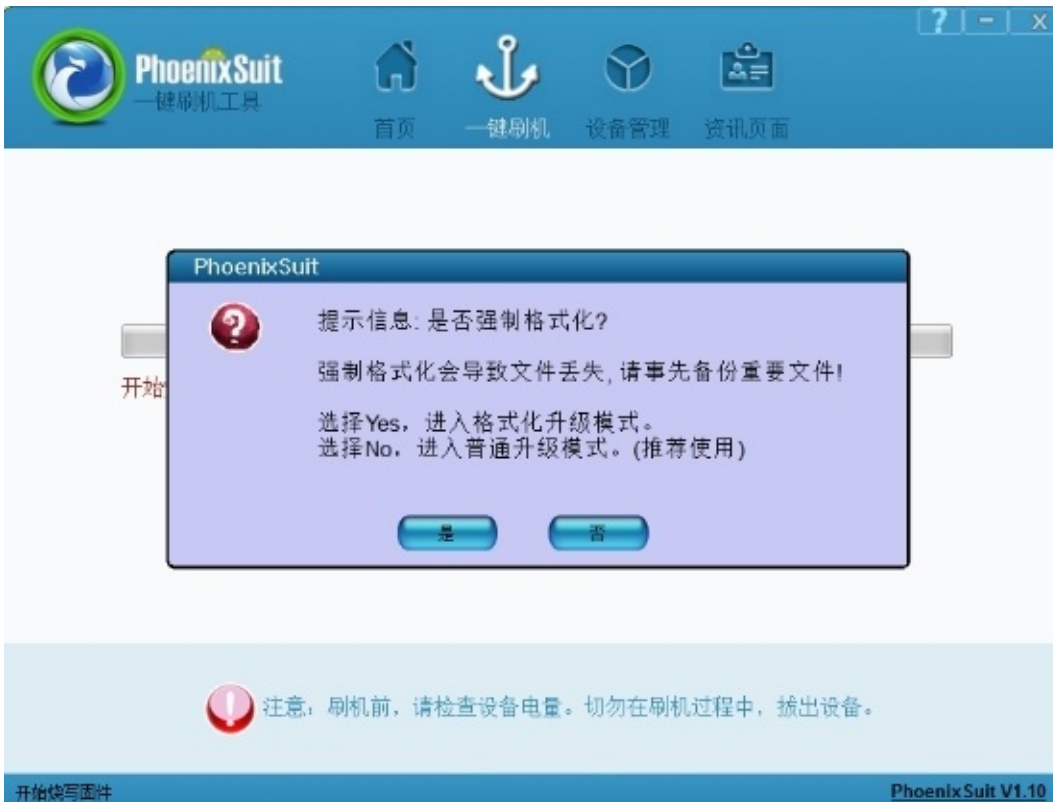 PhoenixSuit
一键刷机工具
首页
一键刷机
设备管理
资讯页面
PhoenixSuit
提示信息: 是否强制格式化?
强制格式化会导致文件丢失, 请事先备份重要文件!
选择Yes，进入格式化升级模式。
选择No，进入普通升级模式。(推荐使用)
开始
是
否
注意：刷机前，请检查设备电量。切勿在刷机过程中，拔出设备。
开始烧写固件
PhoenixSuit V1.10